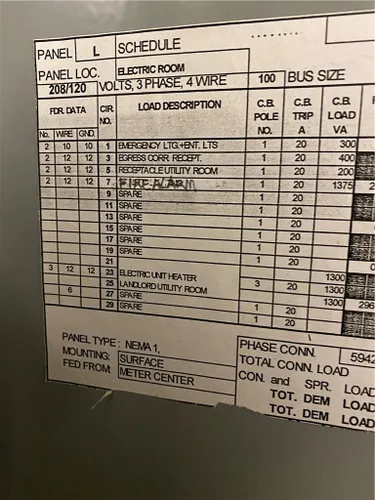 PANEL L SCHEDULE
PANEL LOC. ELECTRIC ROOM
208/120 VOLTS, 3 PHASE, 4 WIRE 100 BUS SIZE
FDR. DATA CIR. NO. LOAD DESCRIPTION C.B. POLE NO. C.B. TRIP A C.B. LOAD VA
No. WIRE GND.
2 10 10 1 EMERGENCY LTG.+ENT. LTS 1 20 300
2 12 12 3 EGRESS CORR. RECEPT. 1 20 400
2 12 12 5 RECEPTACLE UTILITY ROOM 1 20 200
2 12 12 7 FIRE ALARM 1 20 1375 2
9 SPARE 1 20
11 SPARE 1 20
13 SPARE 1 20
15 SPARE 1 20
17 SPARE 1 20
19 SPARE 1 20
21 1300
3 12 12 23 ELECTRIC UNIT HEATER 3 20 1300
6 25 LANDLORD UTILITY ROOM 1300 296
27 SPARE 1 20
29 SPARE 1 20
PANEL TYPE: NEMA 1, PHASE CONN. 5942
MOUNTING: SURFACE TOTAL CONN. LOAD
FED FROM: METER CENTER CON. and SPR. LOAD
TOT. DEM LOAD
TOT. DEM LOAD